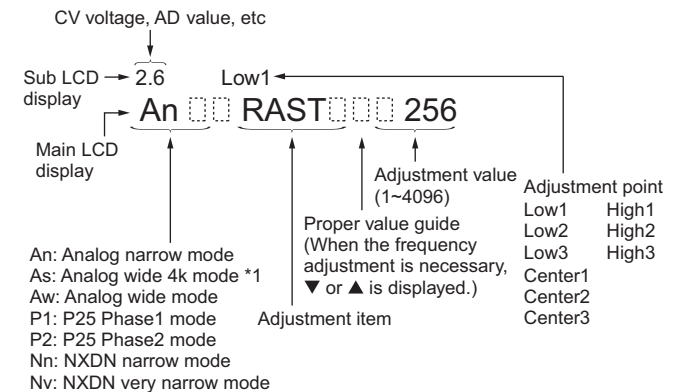 CV voltage, AD value, etc
Sub LCD display
2.6
Low1
An RAST 256
Main LCD display
Adjustment value (1~4096)
Adjustment point
Low1 High1
Low2 High2
Low3 High3
Center1
Center2
Center3
Proper value guide
(When the frequency
adjustment is necessary,
▼ or ▲ is displayed.)
Adjustment item
An: Analog narrow mode
As: Analog wide 4k mode *1
Aw: Analog wide mode
P1: P25 Phase1 mode
P2: P25 Phase2 mode
Nn: NXDN narrow mode
Nv: NXDN very narrow mode